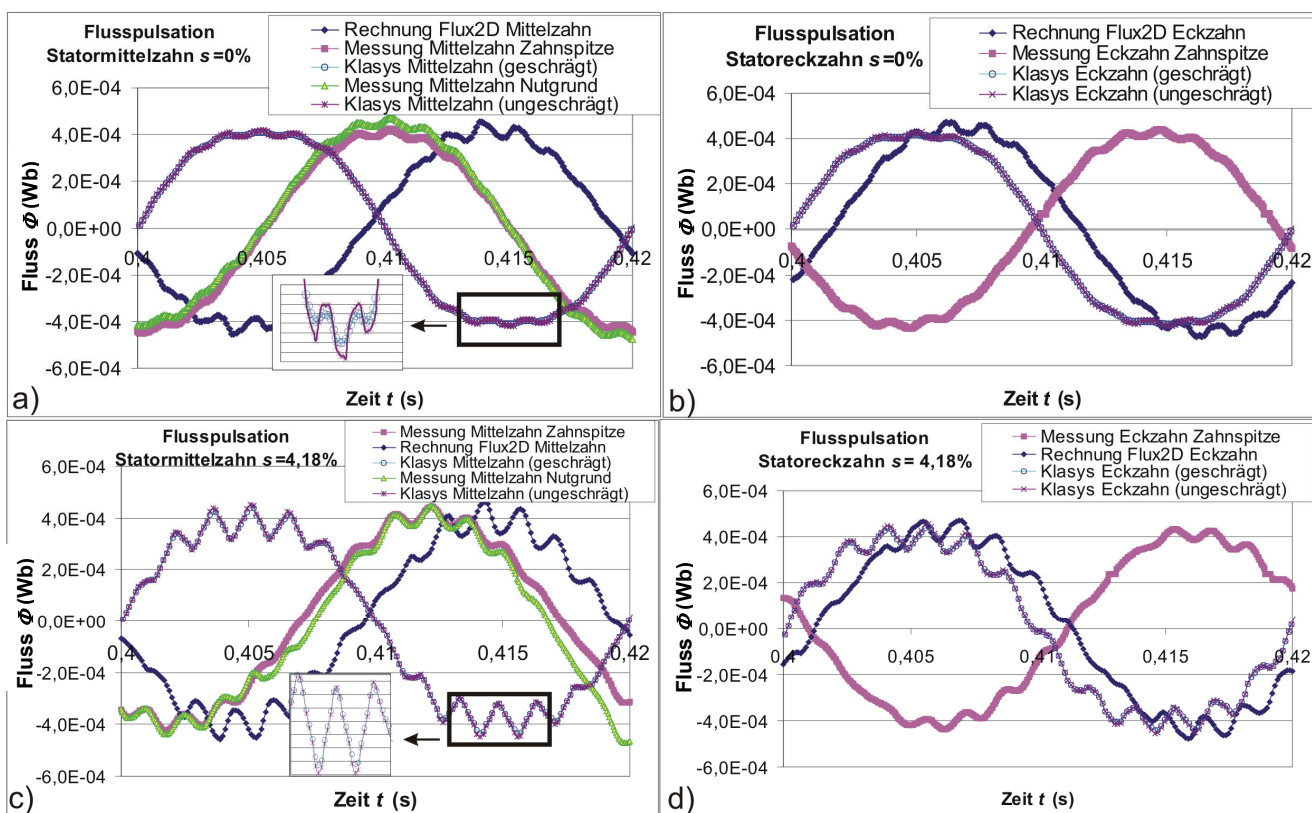 Flusspulsation
Statormittelzahn s=0%
Rechnung Flux2D Mittelzahn
Messung Mittelzahn Zahnspitze
Klasys Mittelzahn (geschrägt)
Messung Mittelzahn Nutgrund
Klasys Mittelzahn (ungeschrägt)
Fluss Φ (Wb)
6,0E-04
4,0E-04
2,0E-04
0,0E+00
-2,0E-04
-4,0E-04
-6,0E-04
0,4
0,405
0,41
0,415
0,42
Zeit t (s)
a)
Flusspulsation
Statoreckzahn s=0%
Rechnung Flux2D Eckzahn
Messung Eckzahn Zahnspitze
Klasys Eckzahn (geschrägt)
Klasys Eckzahn (ungeschrägt)
Fluss Φ (Wb)
6,0E-04
4,0E-04
2,0E-04
0,0E+00
-2,0E-04
-4,0E-04
-6,0E-04
0,4
0,405
0,41
0,415
0,42
Zeit t (s)
b)
Flusspulsation
Statormittelzahn s=4,18%
Messung Mittelzahn Zahnspitze
Rechnung Flux2D Mittelzahn
Klasys Mittelzahn (geschrägt)
Messung Mittelzahn Nutgrund
Klasys Mittelzahn (ungeschrägt)
Fluss Φ (Wb)
6,0E-04
4,0E-04
2,0E-04
0,0E+00
-2,0E-04
-4,0E-04
-6,0E-04
0,4
0,405
0,41
0,415
0,42
Zeit t (s)
c)
Flusspulsation
Statoreckzahn s= 4,18%
Messung Eckzahn Zahnspitze
Rechnung Flux2D Eckzahn
Klasys Eckzahn (geschrägt)
Klasys Eckzahn (ungeschrägt)
Fluss Φ (Wb)
6,0E-04
4,0E-04
2,0E-04
0,0E+00
-2,0E-04
-4,0E-04
-6,0E-04
0,4
0,405
0,41
0,415
0,42
Zeit t (s)
d)